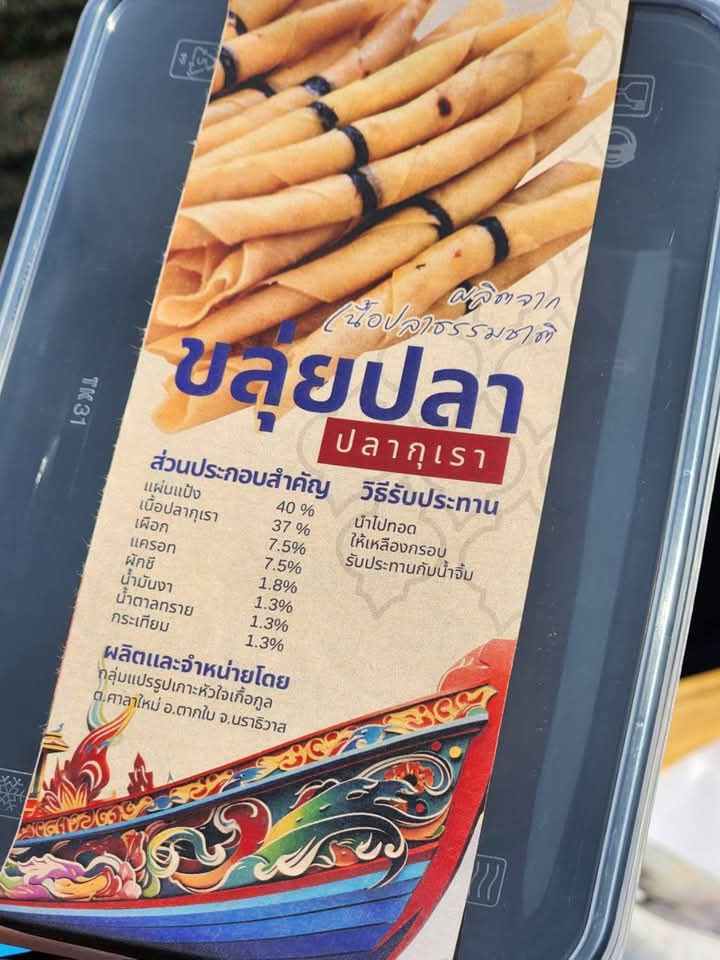 ผลิตจาก
เนื้อปลาธรรมชาติ
ขลุ่ยปลา
ปลากุเรา
ส่วนประกอบสำคัญ
แผ่นแป้ง 40 %
เนื้อปลากุเรา 37 %
เผือก 7.5%
แครอท 7.5%
ผักชี 1.8%
น้ำมันงา 1.3%
น้ำตาลทราย 1.3%
กระเทียม 1.3%
วิธีรับประทาน
นำไปทอด
ให้เหลืองกรอบ
รับประทานกับน้ำจิ้ม
ผลิตและจำหน่ายโดย
กลุ่มแปรรูปเกาะหัวใจเกื้อกูล
ต.ศาลาใหม่ อ.ตากใบ จ.นราธิวาส
TK31